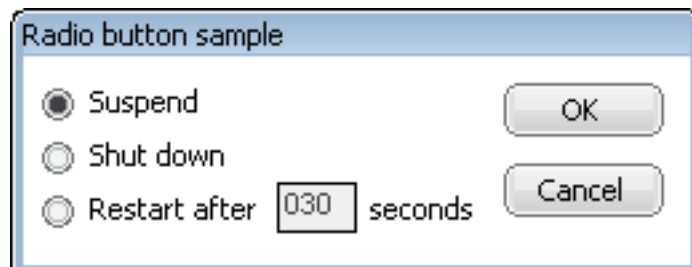 Radio button sample
Suspend
OK
Shut down
Cancel
Restart after 030 seconds